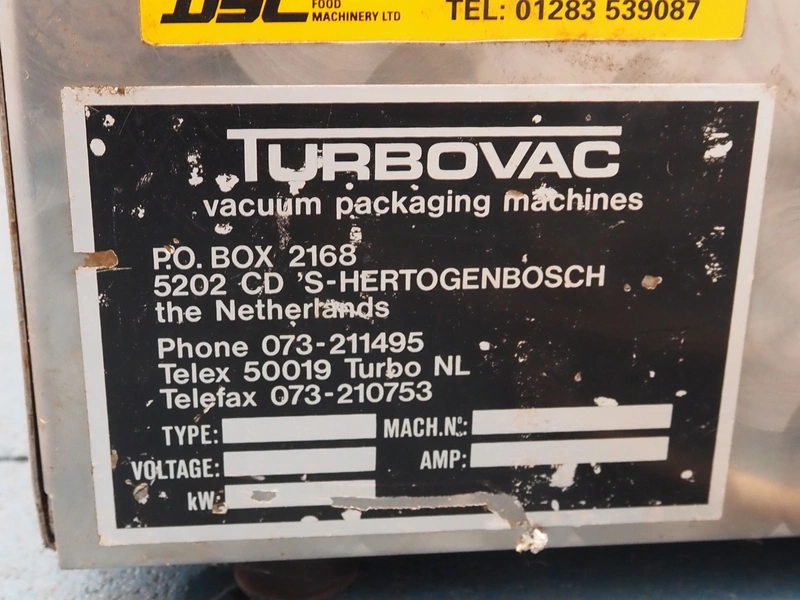 FOOD
MACHINERY LTD
TEL: 01283 539087
TURBOVAC
vacuum packaging machines
P.O. BOX 2168
5202 CD 'S-HERTOGENBOSCH
the Netherlands
Phone 073-211495
Telex 50019 Turbo NL
Telefax 073-210753
TYPE: MACH.No:
VOLTAGE: AMP:
kW: